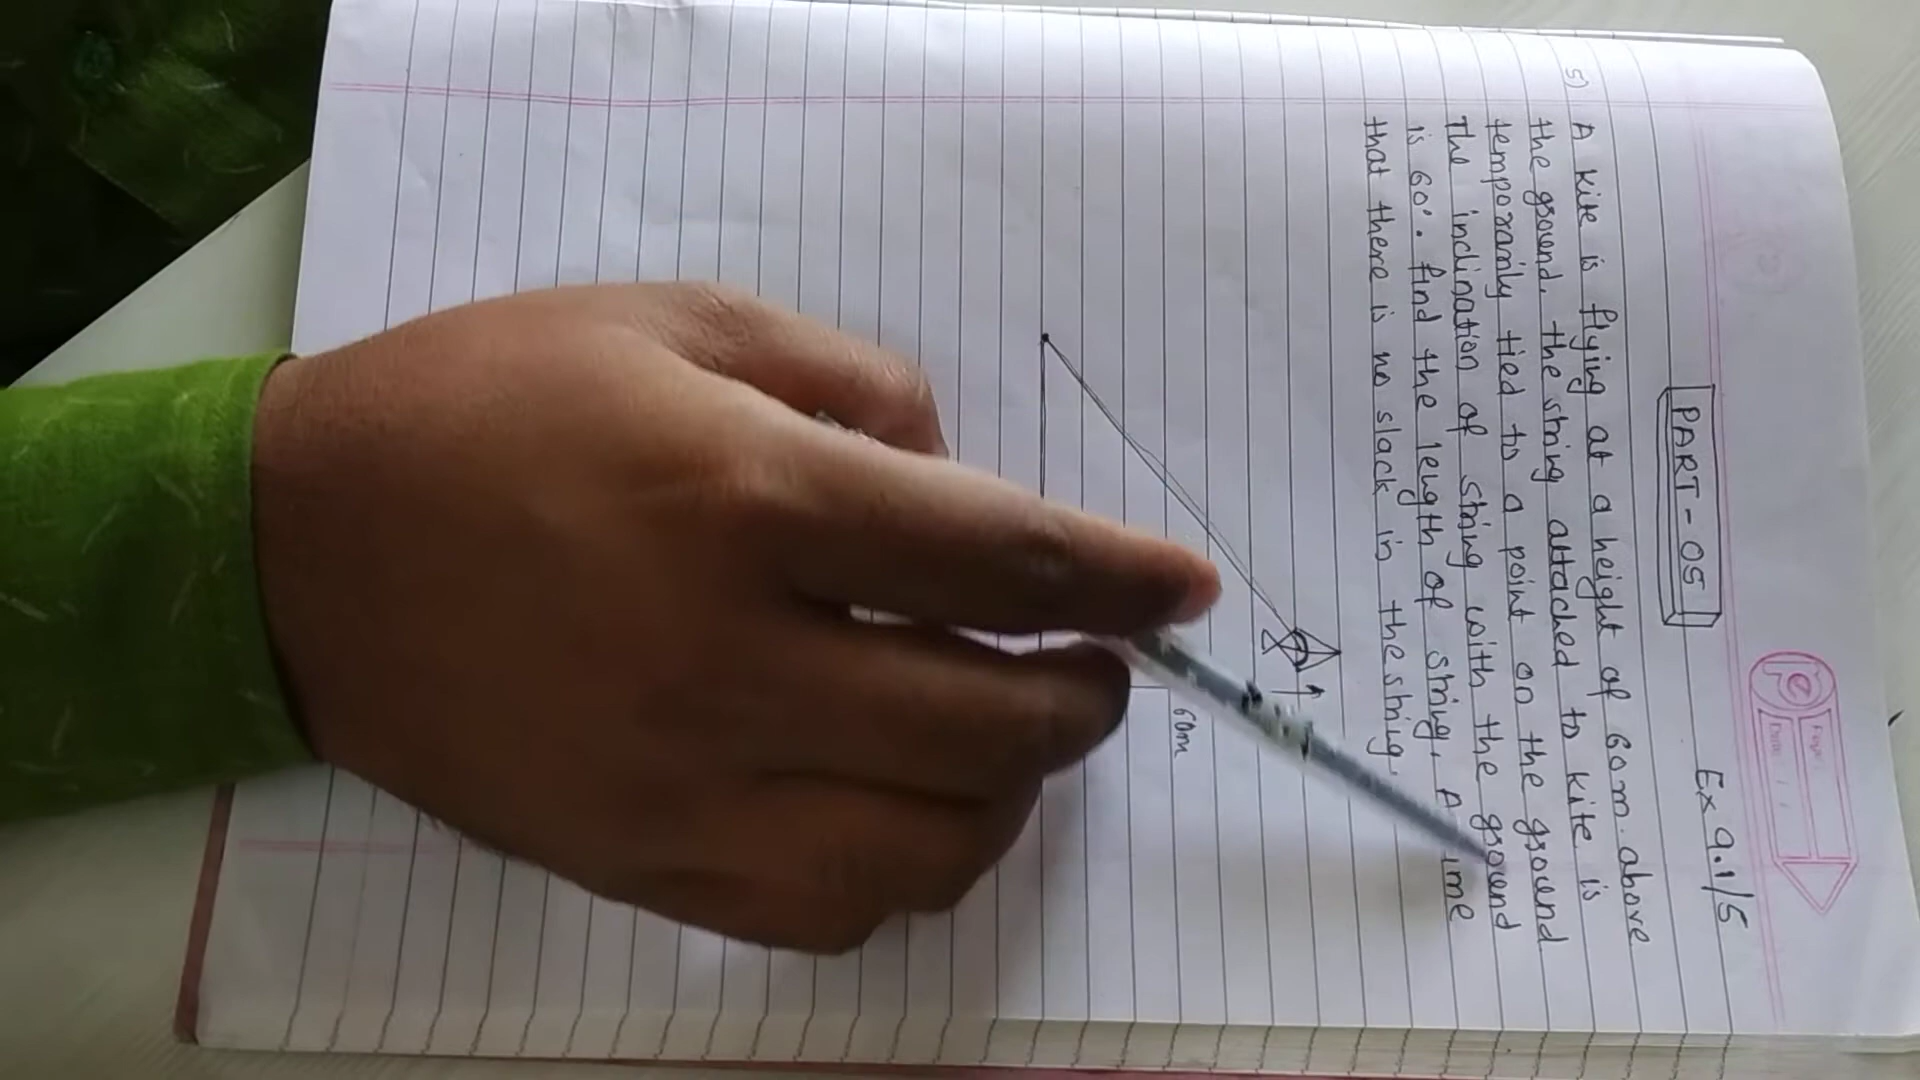 PART-05
Ex 9.1/5
5) A kite is flying at a height of 60m. above
the ground. the string attached to kite is
temporarily tied to a point on the ground
The inclination of string with the ground
is 60°. find the length of string. A  ume
that there is no slack in the string.
60m